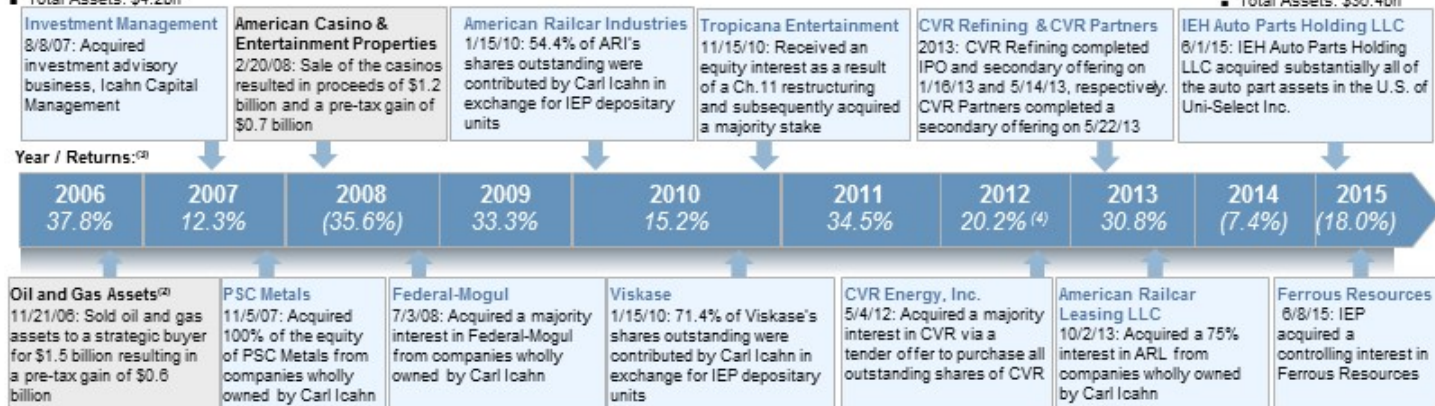 Total Assets: $4.2bn
Total Assets: $36.4bn
Investment Management
8/8/07: Acquired
investment advisory
business, Icahn Capital
Management
American Casino &
Entertainment Properties
2/20/08: Sale of the casinos
resulted in proceeds of $1.2
billion and a pre-tax gain of
$0.7 billion
American Railcar Industries
1/15/10: 54.4% of ARI's
shares outstanding were
contributed by Carl Icahn in
exchange for IEP depositary
units
Tropicana Entertainment
11/15/10: Received an
equity interest as a result
of a Ch.11 restructuring
and subsequently acquired
a majority stake
CVR Refining & CVR Partners
2013: CVR Refining completed
IPO and secondary offering on
1/16/13 and 5/14/13, respectively.
CVR Partners completed a
secondary offering on 5/22/13
IEH Auto Parts Holding LLC
6/1/15: IEH Auto Parts Holding
LLC acquired substantially all of
the auto part assets in the U.S. of
Uni-Select Inc.
Year / Returns:(3)
2006
37.8%
2007
12.3%
2008
(35.6%)
2009
33.3%
2010
15.2%
2011
34.5%
2012
20.2% (4)
2013
30.8%
2014
(7.4%)
2015
(18.0%)
Oil and Gas Assets(2)
11/21/06: Sold oil and gas
assets to a strategic buyer
for $1.5 billion resulting in
a pre-tax gain of $0.6
billion
PSC Metals
11/5/07: Acquired
100% of the equity
of PSC Metals from
companies wholly
owned by Carl Icahn
Federal-Mogul
7/3/08: Acquired a majority
interest in Federal-Mogul
from companies wholly
owned by Carl Icahn
Viskase
1/15/10: 71.4% of Viskase's
shares outstanding were
contributed by Carl Icahn in
exchange for IEP depositary
units
CVR Energy, Inc.
5/4/12: Acquired a majority
interest in CVR via a
tender offer to purchase all
outstanding shares of CVR
American Railcar
Leasing LLC
10/2/13: Acquired a 75%
interest in ARL from
companies wholly owned
by Carl Icahn
Ferrous Resources
6/8/15: IEP
acquired a
controlling interest in
Ferrous Resources